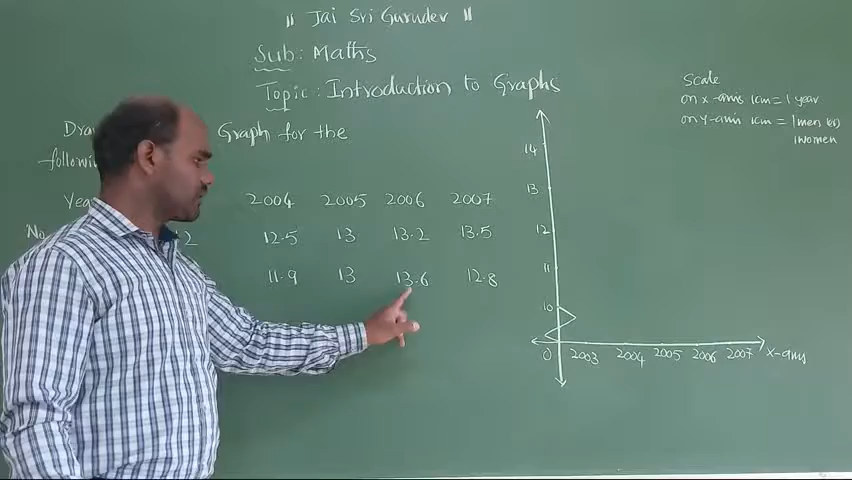 " Jai Sri Gurudev "
Sub: Maths
Topic: Introduction to Graphs
Graph for the
2004 2005 2006 2007
12.5 13 13.2 13.5
11.9 13 13.6 12.8
Scale
on x-axis 1cm = 1 year
on y-axis 1cm = 1men (or)
1women
14
13
12
11
10
0 2003 2004 2005 2006 2007 x-axis